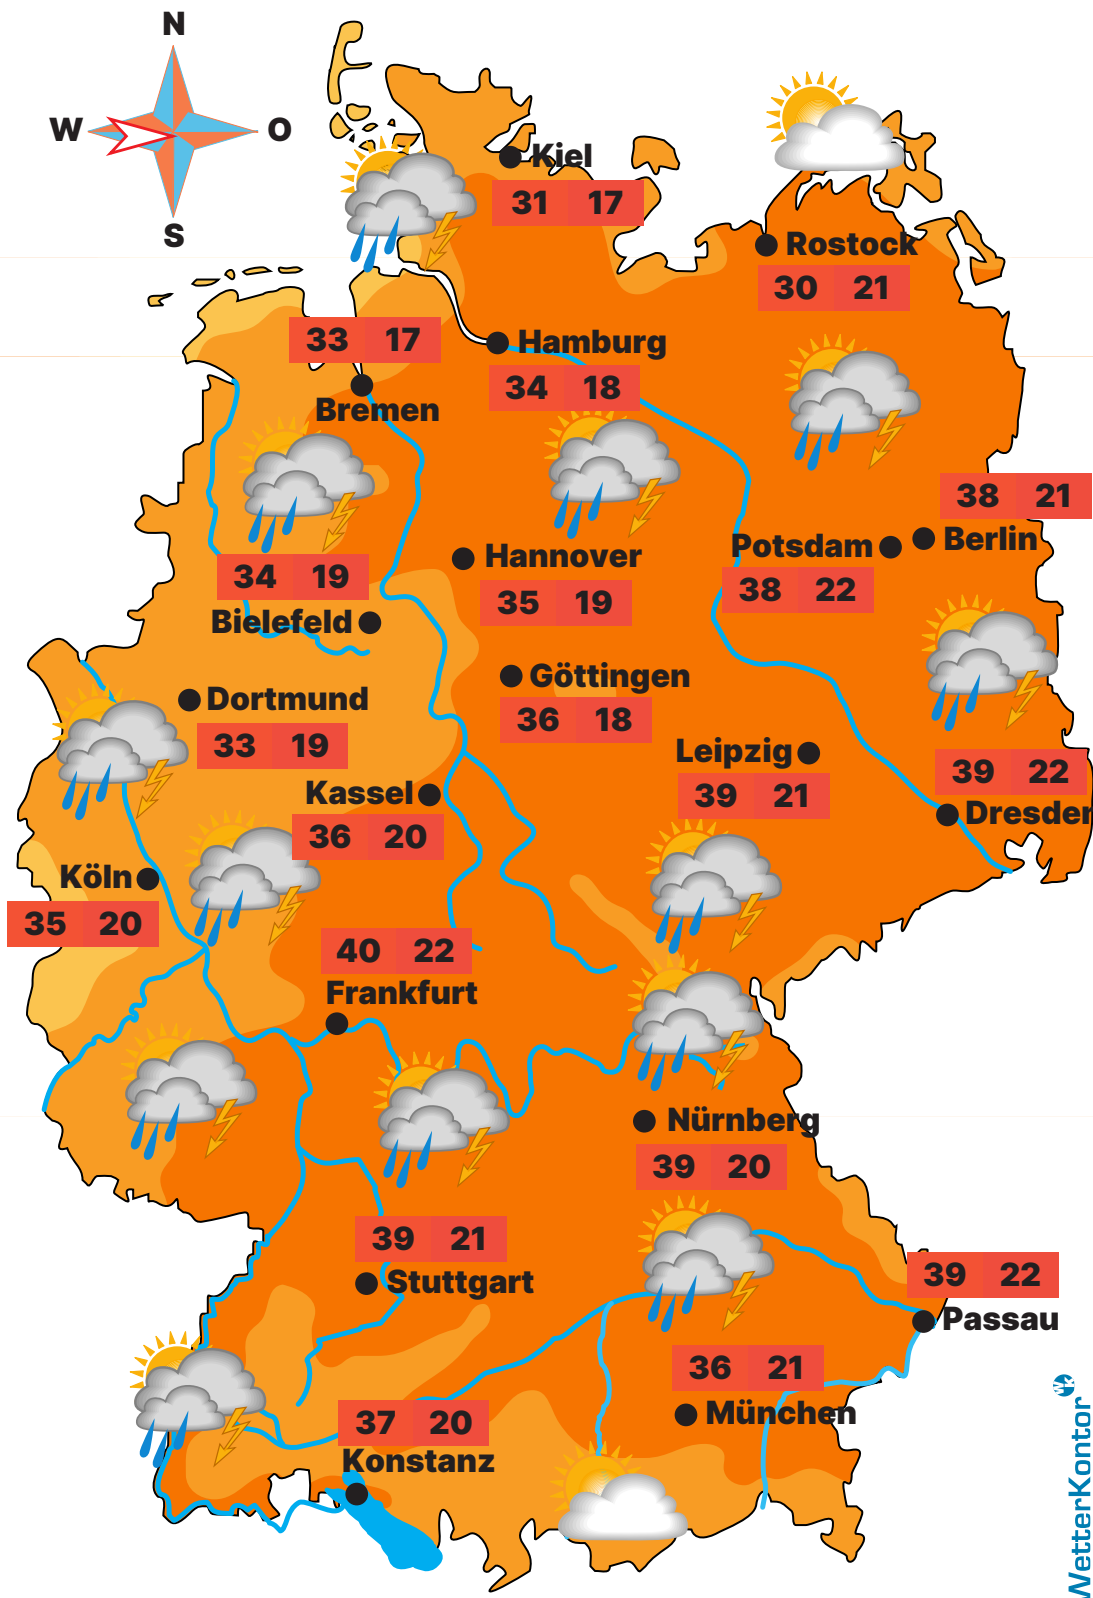 N
W O
S
Kiel
31 17
Rostock
30 21
33 17
Bremen
Hamburg
34 18
38 21
Berlin
Potsdam
38 22
Hannover
35 19
34 19
Bielefeld
Göttingen
36 18
Dortmund
33 19
Leipzig
39 21
39 22
Dresden
Kassel
36 20
Köln
35 20
40 22
Frankfurt
Nürnberg
39 20
39 21
Stuttgart
39 22
Passau
36 21
München
37 20
Konstanz
WK
WetterKontor